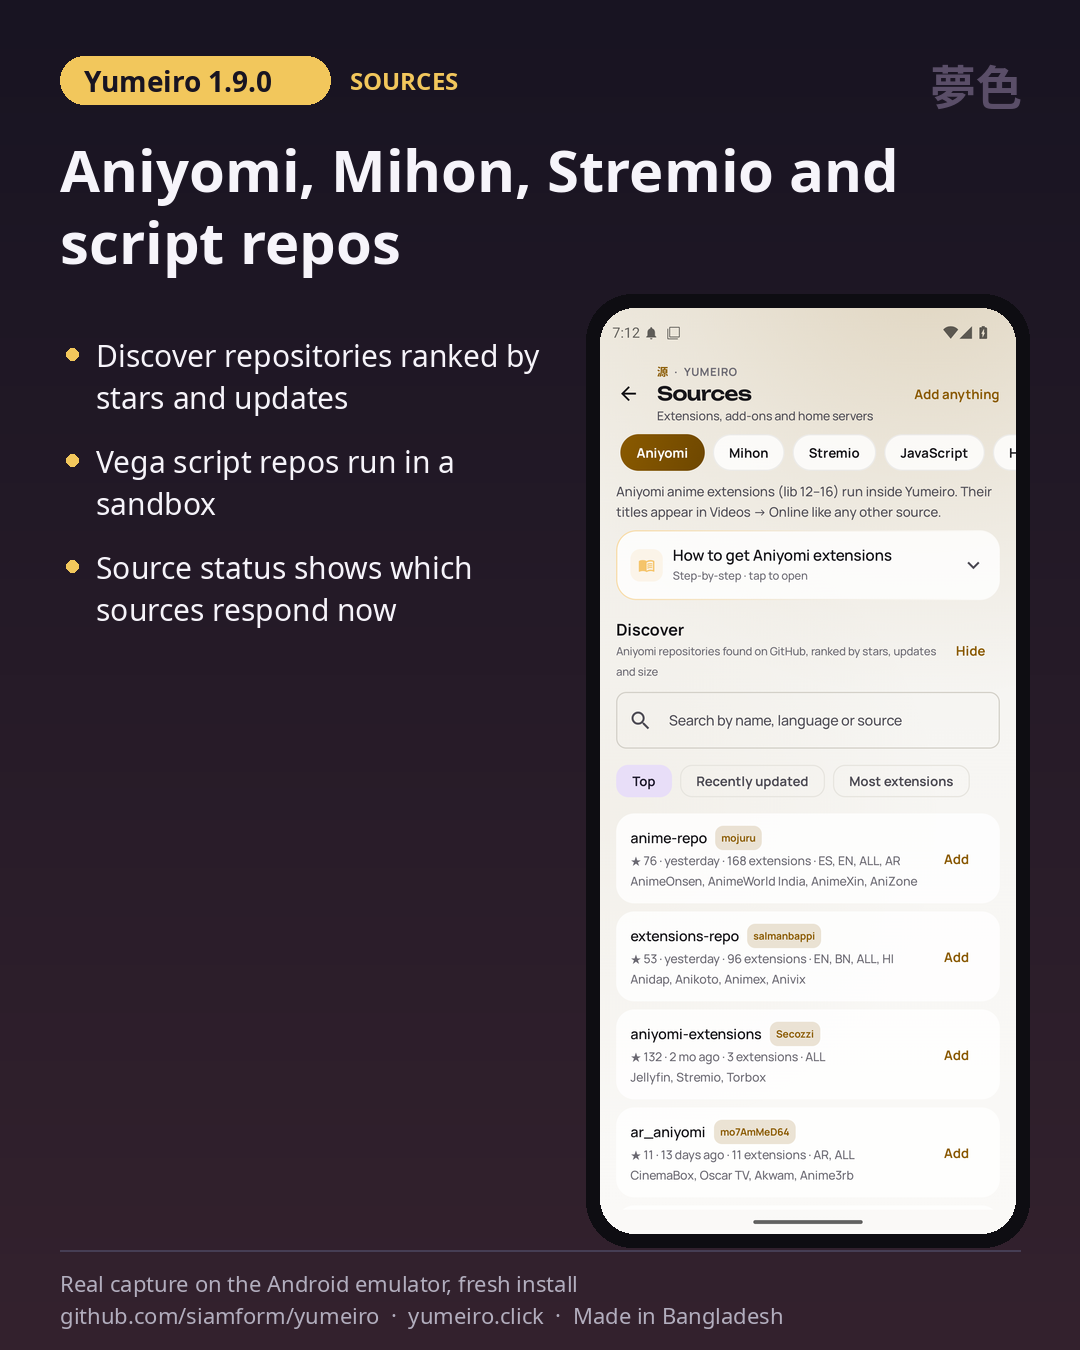 Yumeiro 1.9.0
SOURCES
夢色
Aniyomi, Mihon, Stremio and
script repos
Discover repositories ranked by
stars and updates
Vega script repos run in a
sandbox
Source status shows which
sources respond now
7:12
源 · YUMEIRO
Sources
Extensions, add-ons and home servers
Add anything
Aniyomi
Mihon
Stremio
JavaScript
H
Aniyomi anime extensions (lib 12–16) run inside Yumeiro. Their
titles appear in Videos → Online like any other source.
How to get Aniyomi extensions
Step-by-step · tap to open
Discover
Aniyomi repositories found on GitHub, ranked by stars, updates
and size
Hide
Search by name, language or source
Top
Recently updated
Most extensions
anime-repo mojuru
★ 76 · yesterday · 168 extensions · ES, EN, ALL, AR
AnimeOnsen, AnimeWorld India, AnimeXin, AniZone
Add
extensions-repo salmanbappi
★ 53 · yesterday · 96 extensions · EN, BN, ALL, HI
Anidap, Anikoto, Animex, Anivix
Add
aniyomi-extensions Secozzi
★ 132 · 2 mo ago · 3 extensions · ALL
Jellyfin, Stremio, Torbox
Add
ar_aniyomi mo7AmMeD64
★ 11 · 13 days ago · 11 extensions · AR, ALL
CinemaBox, Oscar TV, Akwam, Anime3rb
Add
Real capture on the Android emulator, fresh install
github.com/siamform/yumeiro · yumeiro.click · Made in Bangladesh